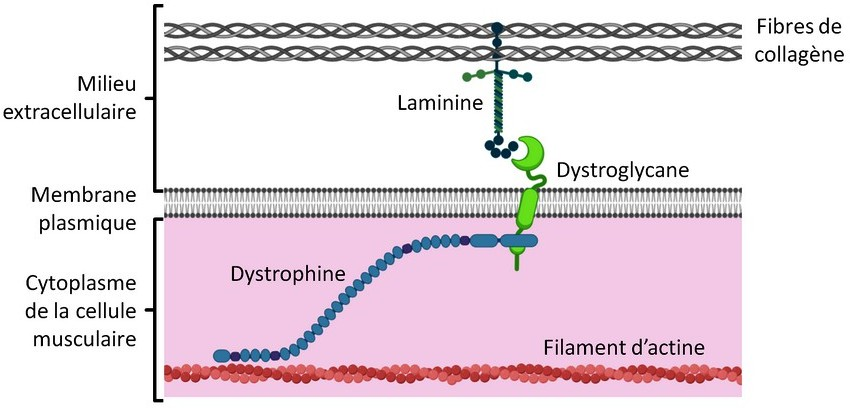 Fibres de
collagène
Milieu
extracellulaire
Laminine
Dystroglycane
Membrane
plasmique
Dystrophine
Cytoplasme
de la cellule
musculaire
Filament d’actine